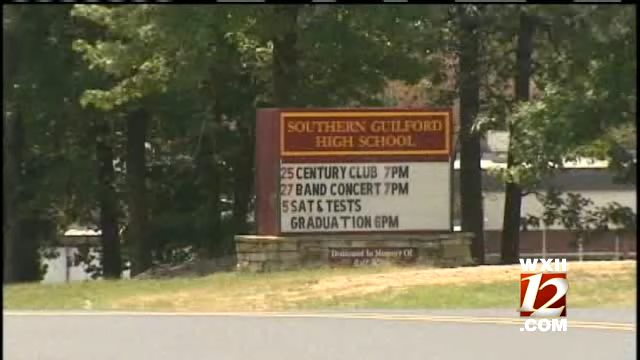 SOUTHERN GUILFORD
HIGH SCHOOL
25 CENTURY CLUB 7PM
27 BAND CONCERT 7PM
5 SAT & TESTS
GRADUATION 6PM
Dedicated In Memory Of
WXII
12
.COM